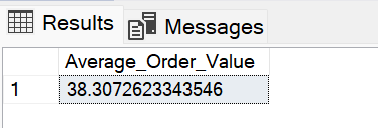 Results Messages
Average_Order_Value
1 38.3072623343546